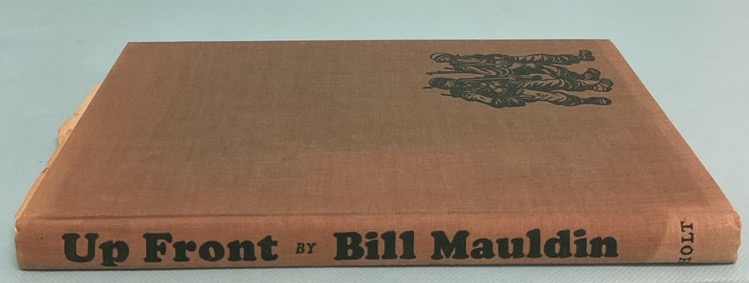 Up Front BY Bill Mauldin
HOLT